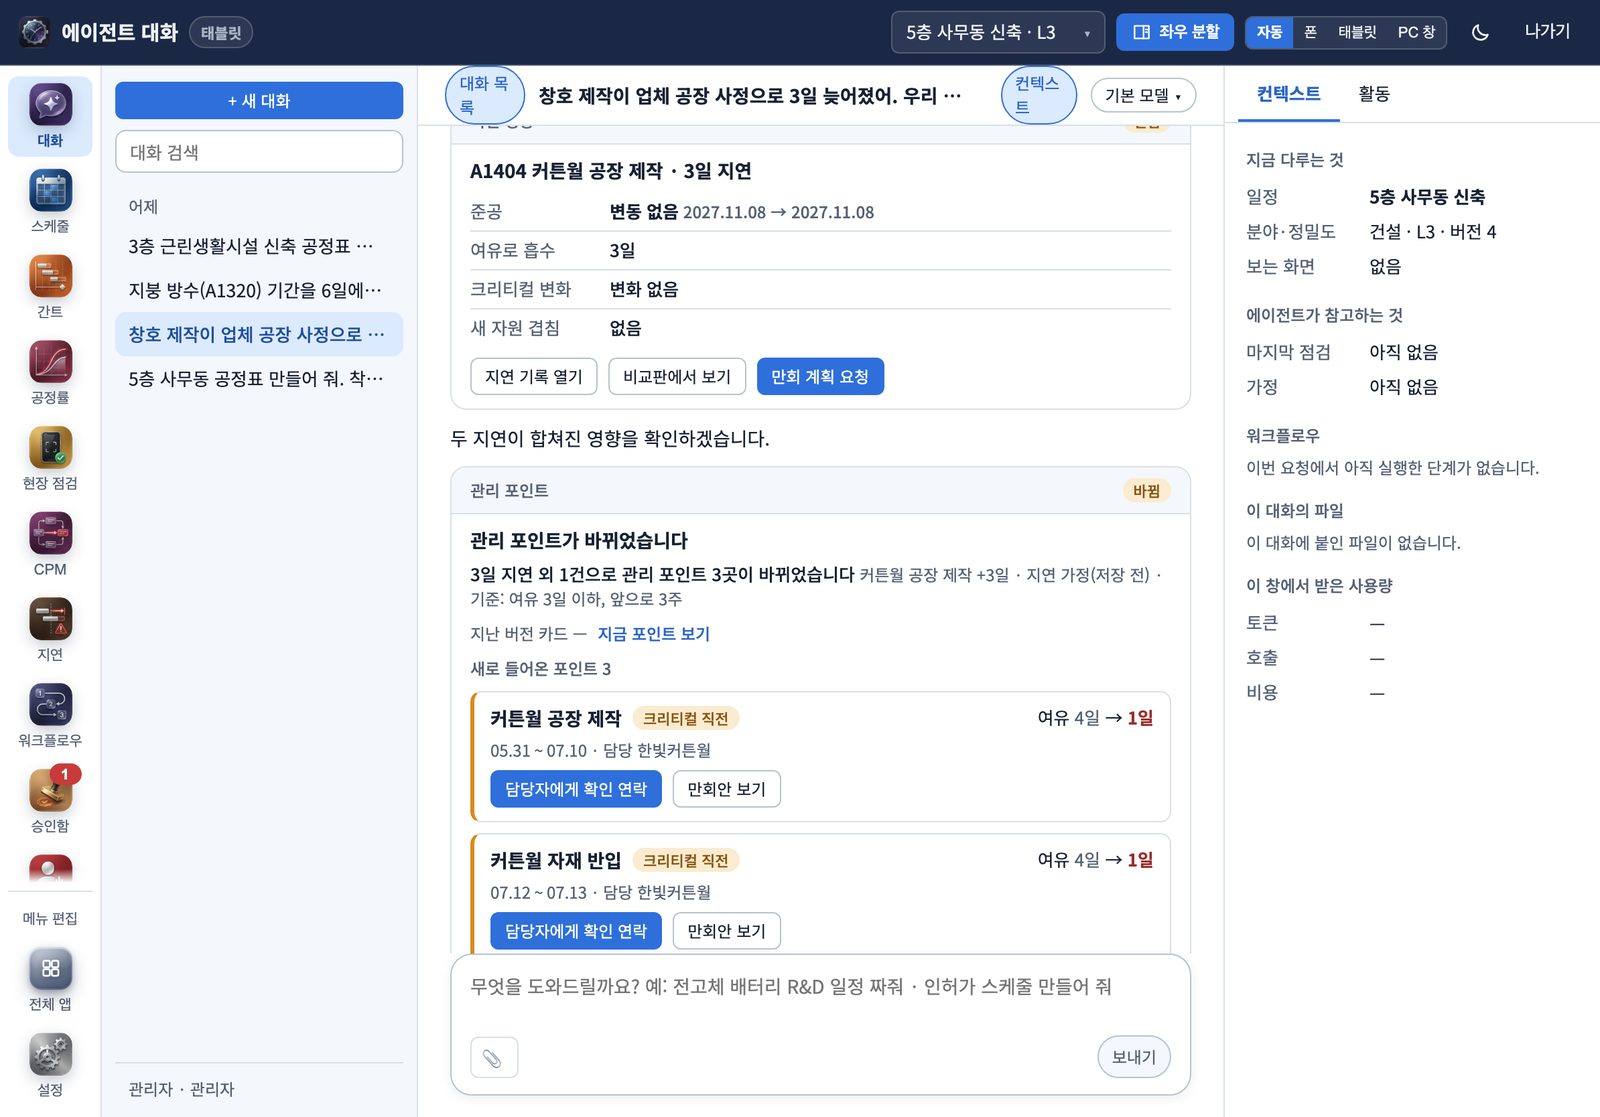 에이전트 대화
태블릿
5층 사무동 신축 · L3
좌우 분할
자동
폰
태블릿
PC 창
나가기
대화
스케줄
간트
공정률
현장 점검
CPM
지연
워크플로우
1
승인함
메뉴 편집
전체 앱
설정
+ 새 대화
대화 검색
어제
3층 근린생활시설 신축 공정표 ···
지붕 방수(A1320) 기간을 6일에···
창호 제작이 업체 공장 사정으로 ···
5층 사무동 공정표 만들어 줘. 착···
관리자 · 관리자
대화 목
록
창호 제작이 업체 공장 사정으로 3일 늦어졌어. 우리 ···
컨텍스
트
기본 모델
A1404 커튼월 공장 제작 · 3일 지연
준공 변동 없음 2027.11.08 → 2027.11.08
여유로 흡수 3일
크리티컬 변화 변화 없음
새 자원 겹침 없음
지연 기록 열기
비교판에서 보기
만회 계획 요청
두 지연이 합쳐진 영향을 확인하겠습니다.
관리 포인트
바뀜
관리 포인트가 바뀌었습니다
3일 지연 외 1건으로 관리 포인트 3곳이 바뀌었습니다 커튼월 공장 제작 +3일 · 지연 가정(저장 전) ·
기준: 여유 3일 이하, 앞으로 3주
지난 버전 카드 — 지금 포인트 보기
새로 들어온 포인트 3
커튼월 공장 제작 크리티컬 직전 여유 4일 → 1일
05.31 ~ 07.10 · 담당 한빛커튼월
담당자에게 확인 연락
만회안 보기
커튼월 자재 반입 크리티컬 직전 여유 4일 → 1일
07.12 ~ 07.13 · 담당 한빛커튼월
담당자에게 확인 연락
만회안 보기
무엇을 도와드릴까요? 예: 전고체 배터리 R&D 일정 짜줘 · 인허가 스케줄 만들어 줘
보내기
컨텍스트
활동
지금 다루는 것
일정 5층 사무동 신축
분야·정밀도 건설 · L3 · 버전 4
보는 화면 없음
에이전트가 참고하는 것
마지막 점검 아직 없음
가정 아직 없음
워크플로우
이번 요청에서 아직 실행한 단계가 없습니다.
이 대화의 파일
이 대화에 붙인 파일이 없습니다.
이 창에서 받은 사용량
토큰 —
호출 —
비용 —